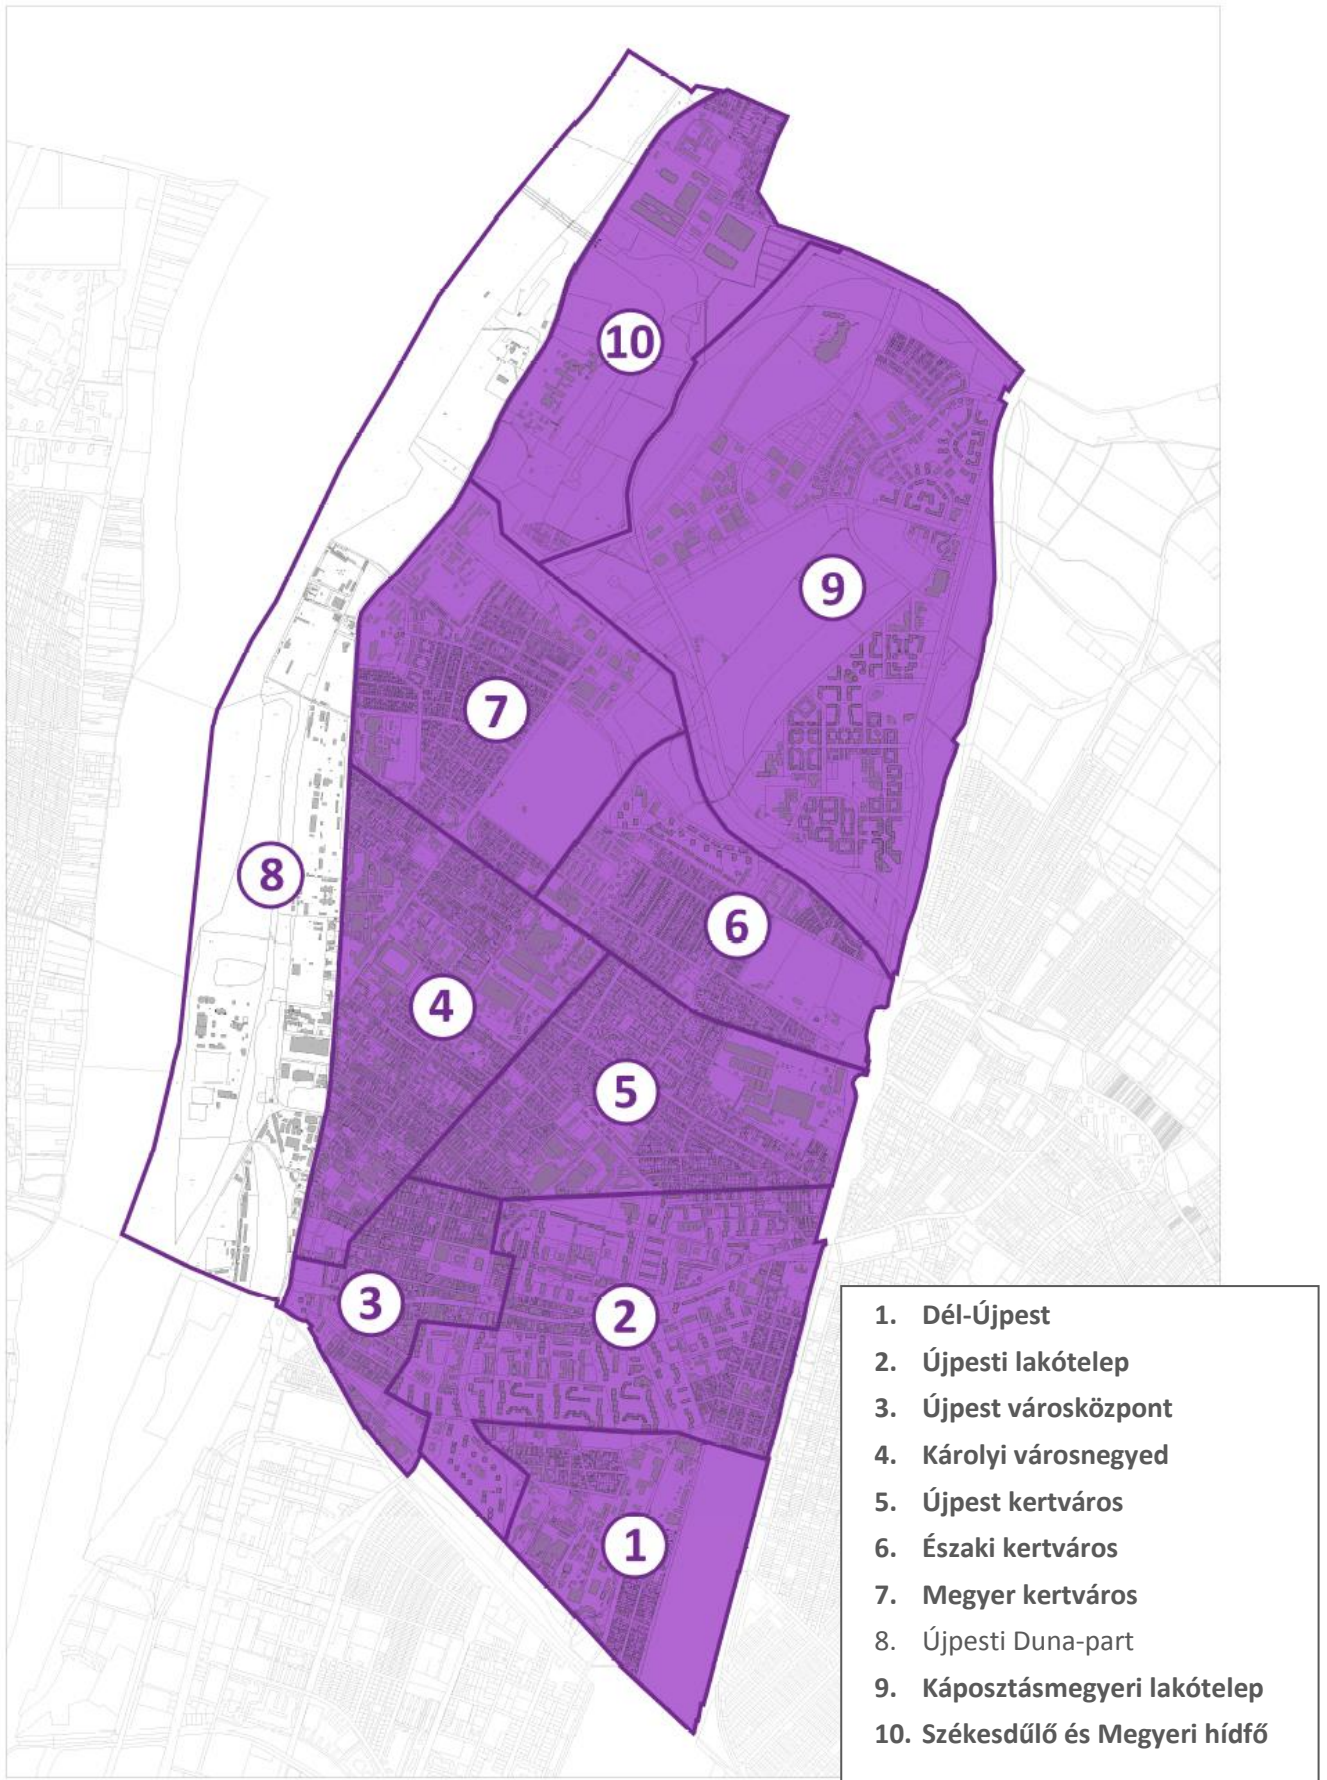 10
9
7
8
6
4
5
3
2
1
1. Dél-Újpest
2. Újpesti lakótelep
3. Újpest városközpont
4. Károlyi városnegyed
5. Újpest kertváros
6. Északi kertváros
7. Megyer kertváros
8. Újpesti Duna-part
9. Káposztásmegyeri lakótelep
10. Székesdűlő és Megyeri hídfő